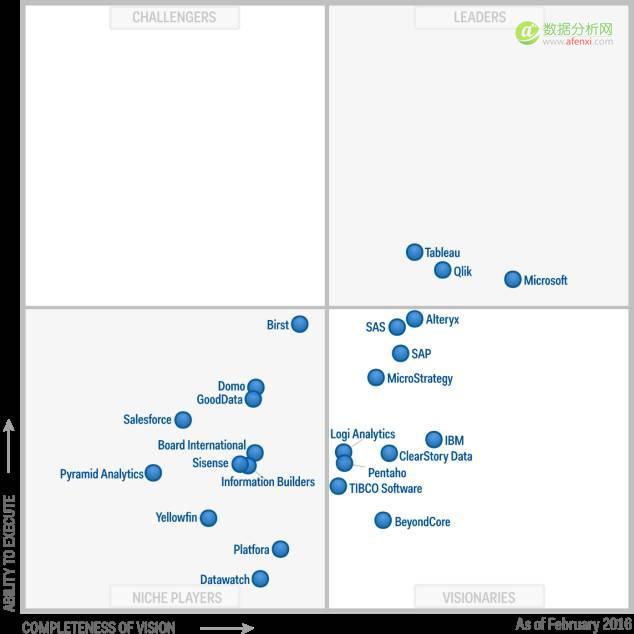 CHALLENGERS
LEADERS
数据分析网
www.afenxi.com
Tableau
Qlik
Microsoft
Birst
SAS
Alteryx
SAP
MicroStrategy
Domo
GoodData
Salesforce
Board International
Sisense
Information Builders
Pyramid Analytics
Logi Analytics
IBM
ClearStory Data
Pentaho
TIBCO Software
Yellowfin
BeyondCore
Platfora
Datawatch
NICHE PLAYERS
VISIONARIES
ABILITY TO EXECUTE
COMPLETENESS OF VISION
As of February 2016